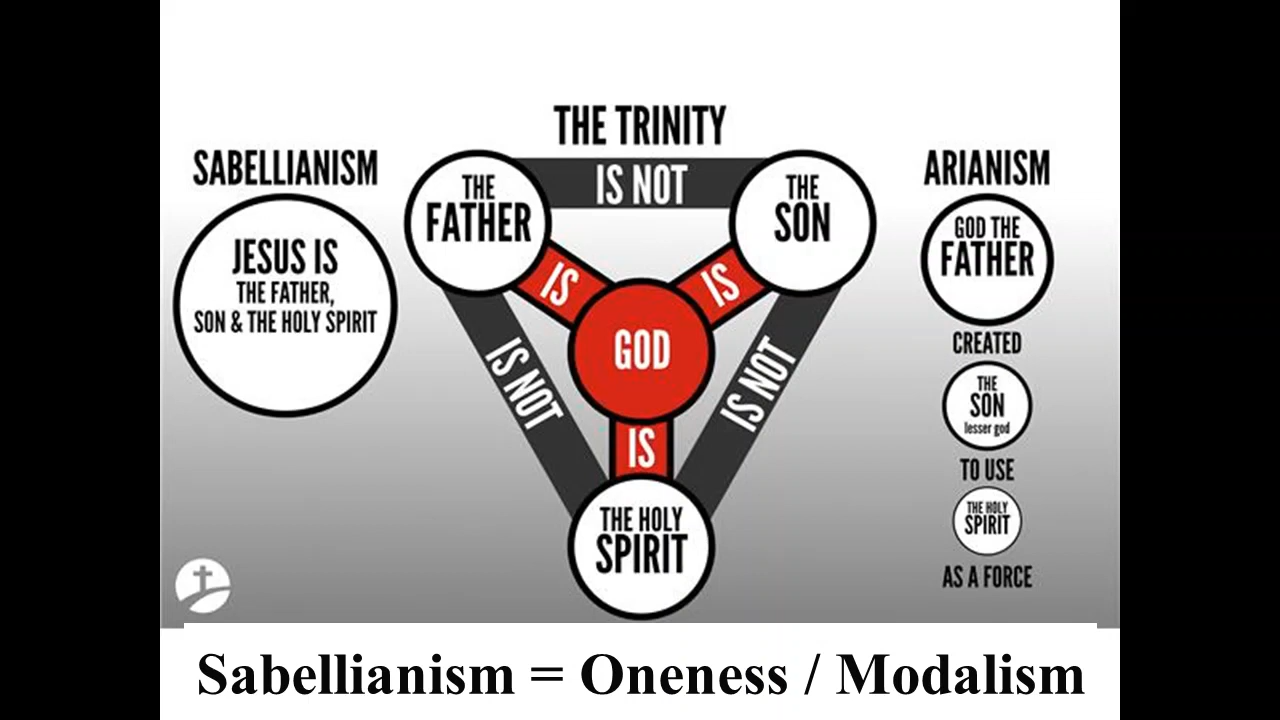 THE TRINITY
SABELLIANISM
JESUS IS
THE FATHER,
SON & THE HOLY SPIRIT
THE
FATHER
IS NOT
THE
SON
IS
IS
GOD
IS NOT
IS NOT
IS
THE HOLY
SPIRIT
ARIANISM
GOD THE
FATHER
CREATED
THE
SON
lesser god
TO USE
THE HOLY
SPIRIT
AS A FORCE
Sabellianism = Oneness / Modalism